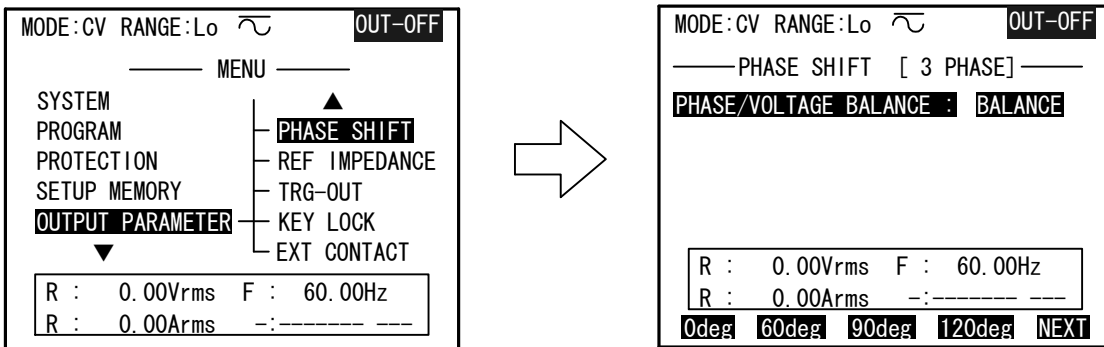 MODE:CV RANGE:Lo OUT-OFF
MENU
SYSTEM
PROGRAM
PROTECTION
SETUP MEMORY
OUTPUT PARAMETER
▼
▲
PHASE SHIFT
REF IMPEDANCE
TRG-OUT
KEY LOCK
EXT CONTACT
R : 0.00Vrms F : 60.00Hz
R : 0.00Arms -:------- ---
MODE:CV RANGE:Lo OUT-OFF
PHASE SHIFT [ 3 PHASE]
PHASE/VOLTAGE BALANCE : BALANCE
R : 0.00Vrms F : 60.00Hz
R : 0.00Arms -:------- ---
0deg 60deg 90deg 120deg NEXT